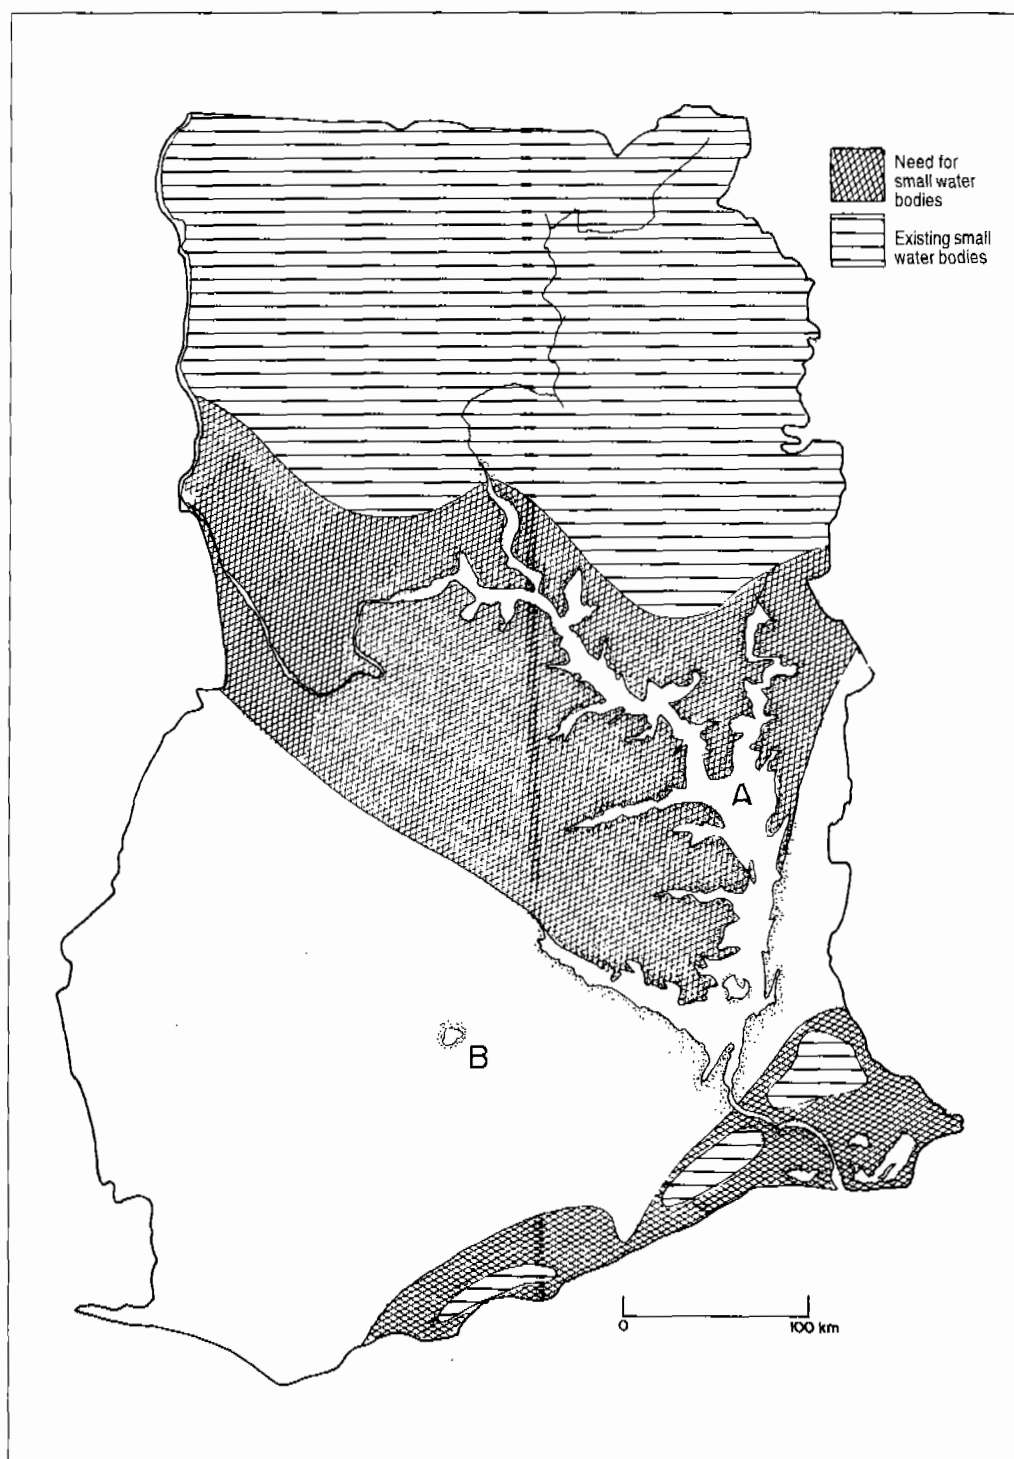 Need for
small water
bodies
Existing small
water bodies
A
B
0 100 km